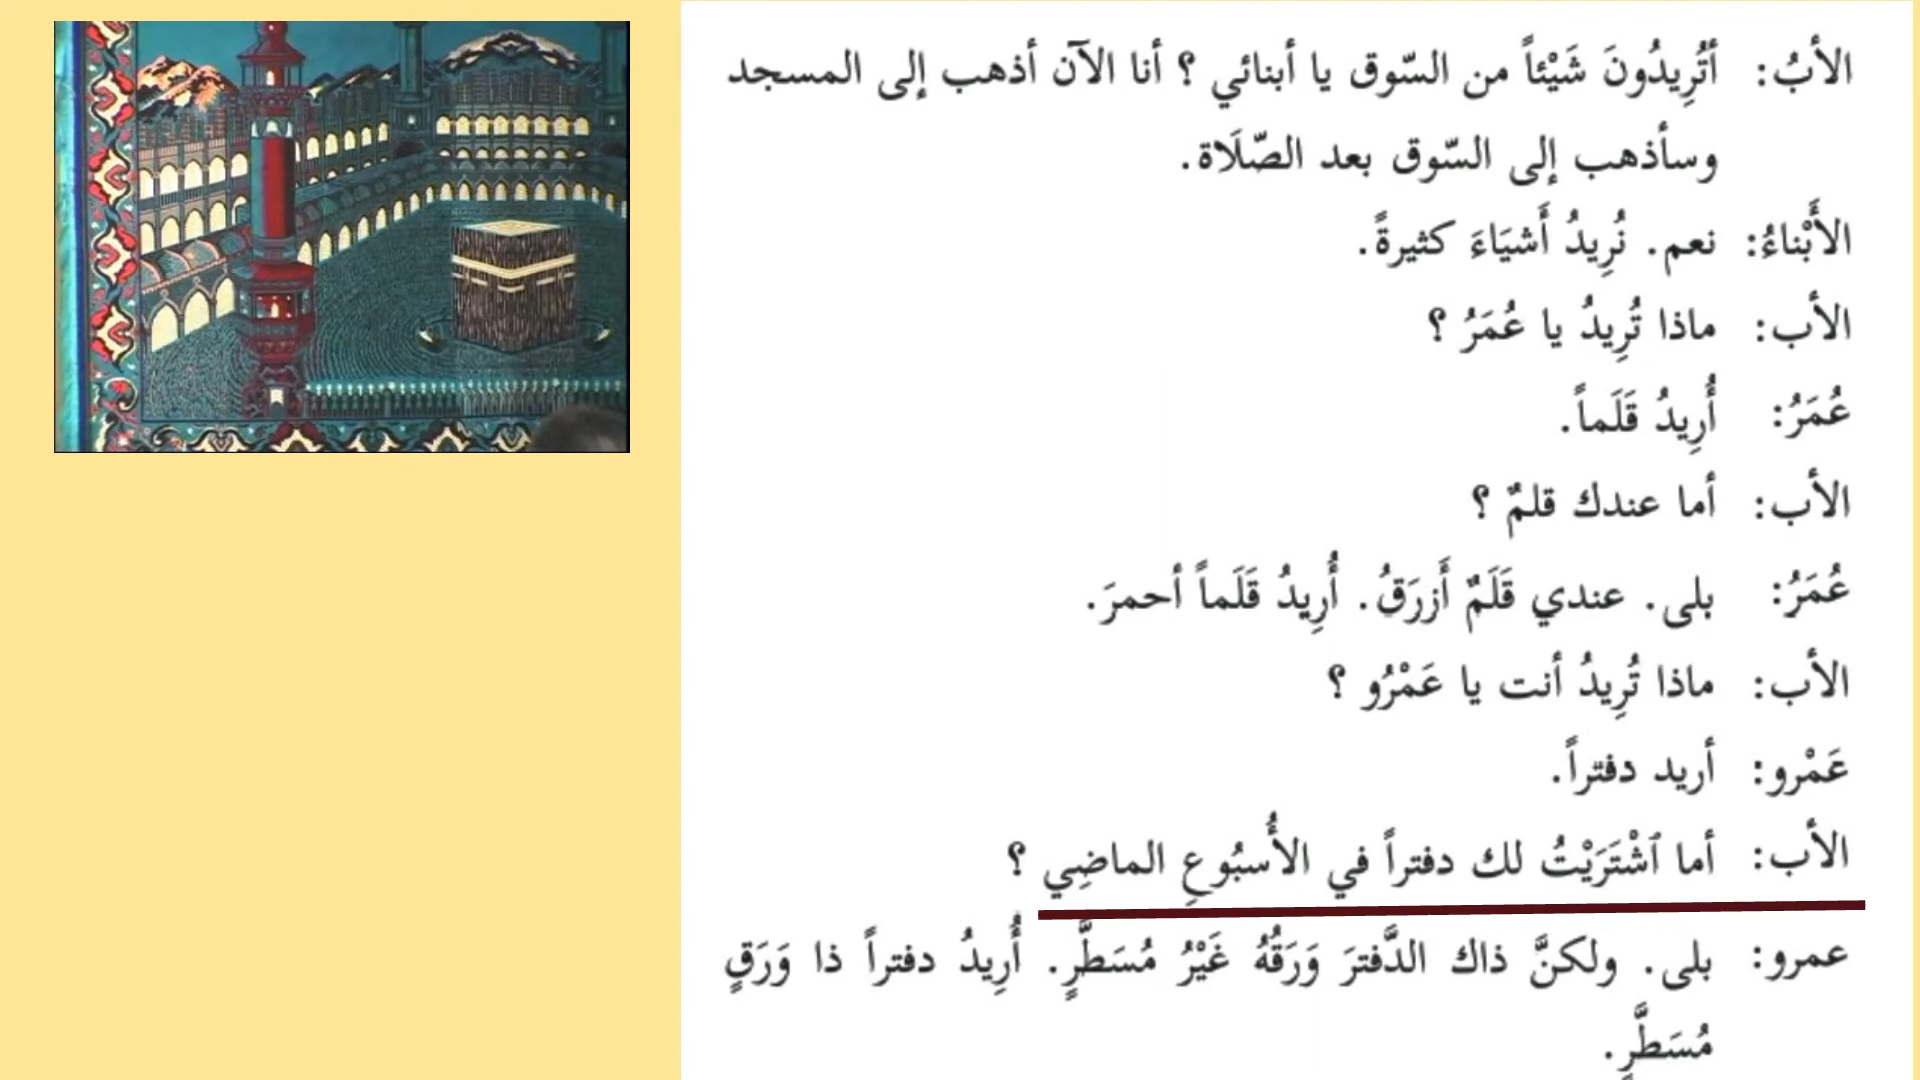 الأبُ: أتُرِيدُونَ شَيْئاً من السّوق يا أبنائي ؟ أنا الآن أذهب إلى المسجد
وسأذهب إلى السّوق بعد الصّلَاة.
الأَبْناءُ: نعم. نُرِيدُ أَشيَاءَ كثيرةً.
الأب: ماذا تُرِيدُ يا عُمَرُ ؟
عُمَرُ: أُرِيدُ قَلَماً.
الأب: أما عندك قلمٌ ؟
عُمَرُ: بلى. عندي قَلَمٌ أَزرَقُ. أُرِيدُ قَلَماً أحمرَ.
الأب: ماذا تُرِيدُ أنت يا عَمْرُو ؟
عَمْرو: أريد دفتراً.
الأب: أما ٱشْتَرَيْتُ لك دفتراً في الأُسبُوعِ الماضِي ؟
عمرو: بلى. ولكنَّ ذاك الدَّفترَ وَرَقُهُ غَيْرُ مُسَطَّرٍ. أُرِيدُ دفتراً ذا وَرَقٍ
مُسَطَّرٍ.